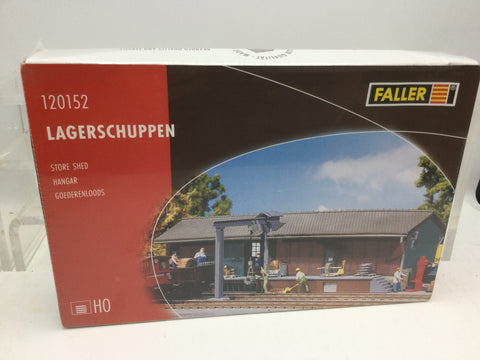 120152
FALLER
LAGERSCHUPPEN
STORE SHED
HANGAR
GOEDERENLOODS
HO